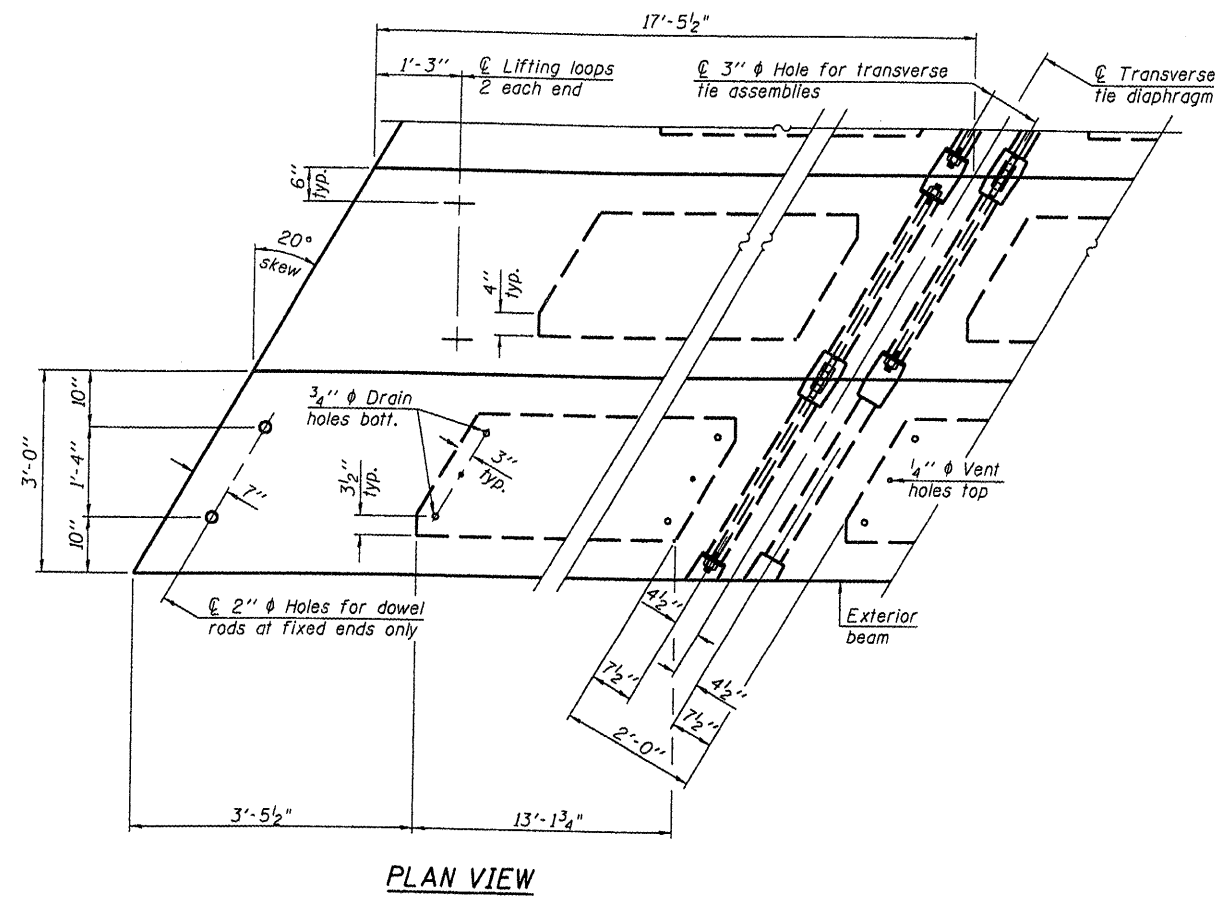 17'-5½"
1'-3"
℄ Lifting loops
2 each end
℄ 3" ϕ Hole for transverse
tie assemblies
℄ Transverse
tie diaphragm
6"
typ.
20°
skew
4"
typ.
3'-0"
10"
1'-4"
10"
¾" ϕ Drain
holes bott.
3"
typ.
3½"
typ.
7"
¼" ϕ Vent
holes top
℄ 2" ϕ Holes for dowel
rods at fixed ends only
Exterior
beam
4½"
7½"
4½"
7½"
2'-0"
3'-5½"
13'-1¾"
PLAN VIEW